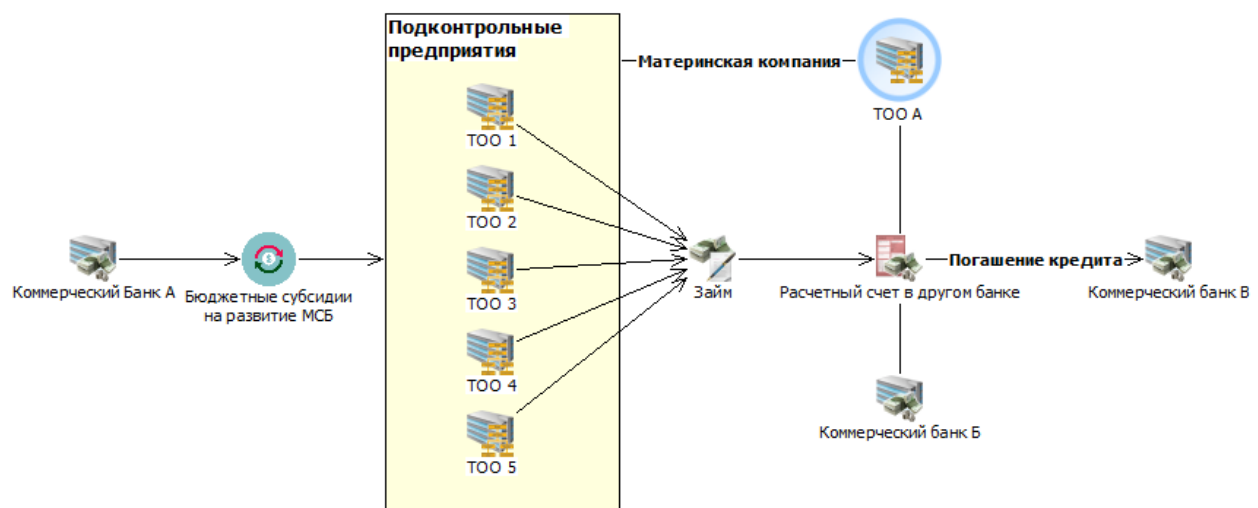 Подконтрольные
предприятия
Материнская компания
ТОО А
ТОО 1
ТОО 2
ТОО 3
ТОО 4
ТОО 5
Коммерческий Банк А
Бюджетные субсидии
на развитие МСБ
Займ
Расчетный счет в другом банке
Погашение кредита
Коммерческий банк В
Коммерческий банк Б